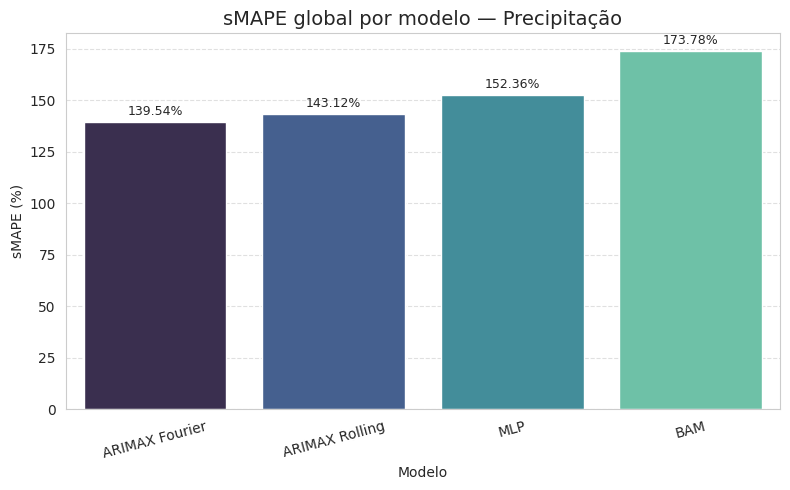 sMAPE global por modelo — Precipitação
sMAPE (%)
175
150
125
100
75
50
25
0
139.54%
143.12%
152.36%
173.78%
ARIMAX Fourier
ARIMAX Rolling
MLP
BAM
Modelo